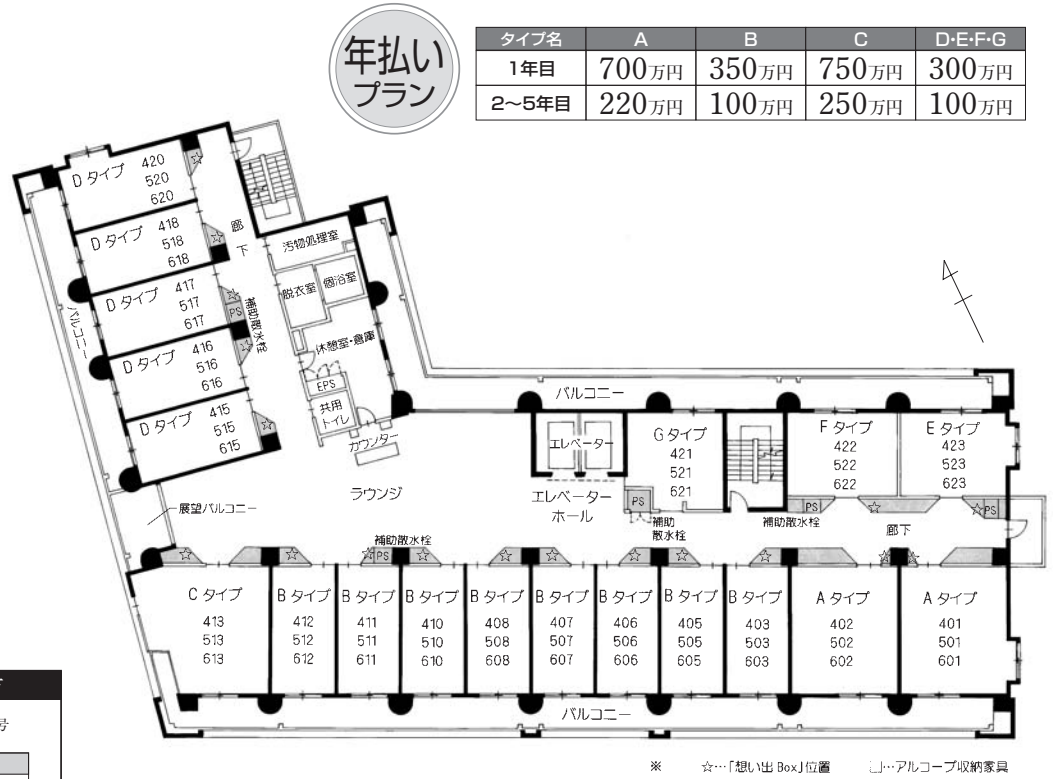 年払い
プラン
タイプ名 A B C D・E・F・G
1年目 700万円 350万円 750万円 300万円
2〜5年目 220万円 100万円 250万円 100万円
Dタイプ 420
520
620
Dタイプ 418
518
618
Dタイプ 417
517
617
Dタイプ 416
516
616
Dタイプ 415
515
615
☆
☆
☆
PS
☆
☆
廊下
補助散水栓
バルコニー
汚物処理室
脱衣室
個浴室
休憩室・倉庫
EPS
共用
トイレ
カウンター
4
バルコニー
エレベーター
Gタイプ
421
521
621
PS
Fタイプ
422
522
622
PS
Eタイプ
423
523
623
☆PS
展望バルコニー
ラウンジ
エレベーター
ホール
補助
散水栓
補助散水栓
廊下
補助散水栓
☆ ☆ ☆PS ☆ ☆ ☆ ☆ ☆ ☆ ☆ ☆
Cタイプ
413
513
613
Bタイプ
412
512
612
Bタイプ
411
511
611
Bタイプ
410
510
610
Bタイプ
408
508
608
Bタイプ
407
507
607
Bタイプ
406
506
606
Bタイプ
405
505
605
Bタイプ
403
503
603
Aタイプ
402
502
602
Aタイプ
401
501
601
バルコニー
号
※ ☆…「想い出Box」位置 …アルコーブ収納家具